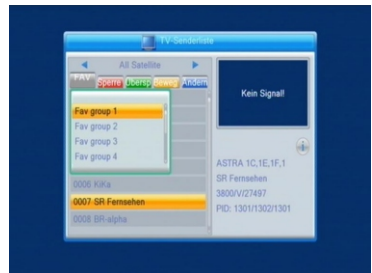 TV-Senderliste
All Satellite
FAV Sperre Übersp Beweg Ändern
Fav group 1
Fav group 2
Fav group 3
Fav group 4
0006 KiKa
0007 SR Fernsehen
0008 BR-alpha
Kein Signal!
ASTRA 1C,1E,1F,1
SR Fernsehen
3800/V/27497
PID: 1301/1302/1301